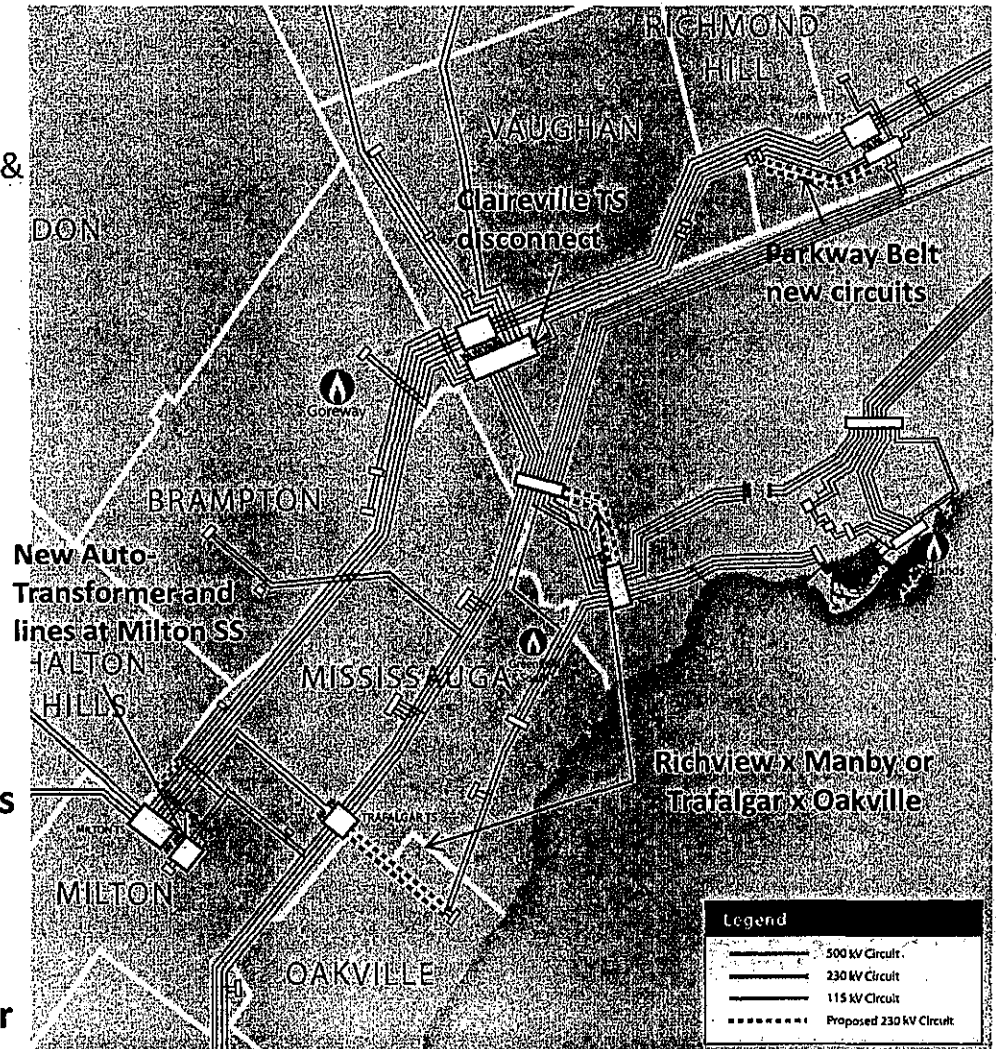 RICHMOND
HILL
PARKWAY TS
VAUGHAN
&
Claireville TS
disconnect
DON
Parkway Belt
new circuits
Goreway
BRAMPTON
New Auto-
Transformer and
lines at Milton SS
HALTON
HILLS
MISSISSAUGA
Richview x Manby or
Trafalgar x Oakville
s
MILTON TS
TRAFALGAR TS
MILTON
OAKVILLE
r
Legend
500 kV Circuit
230 kV Circuit
115 kV Circuit
Proposed 230 kV Circuit